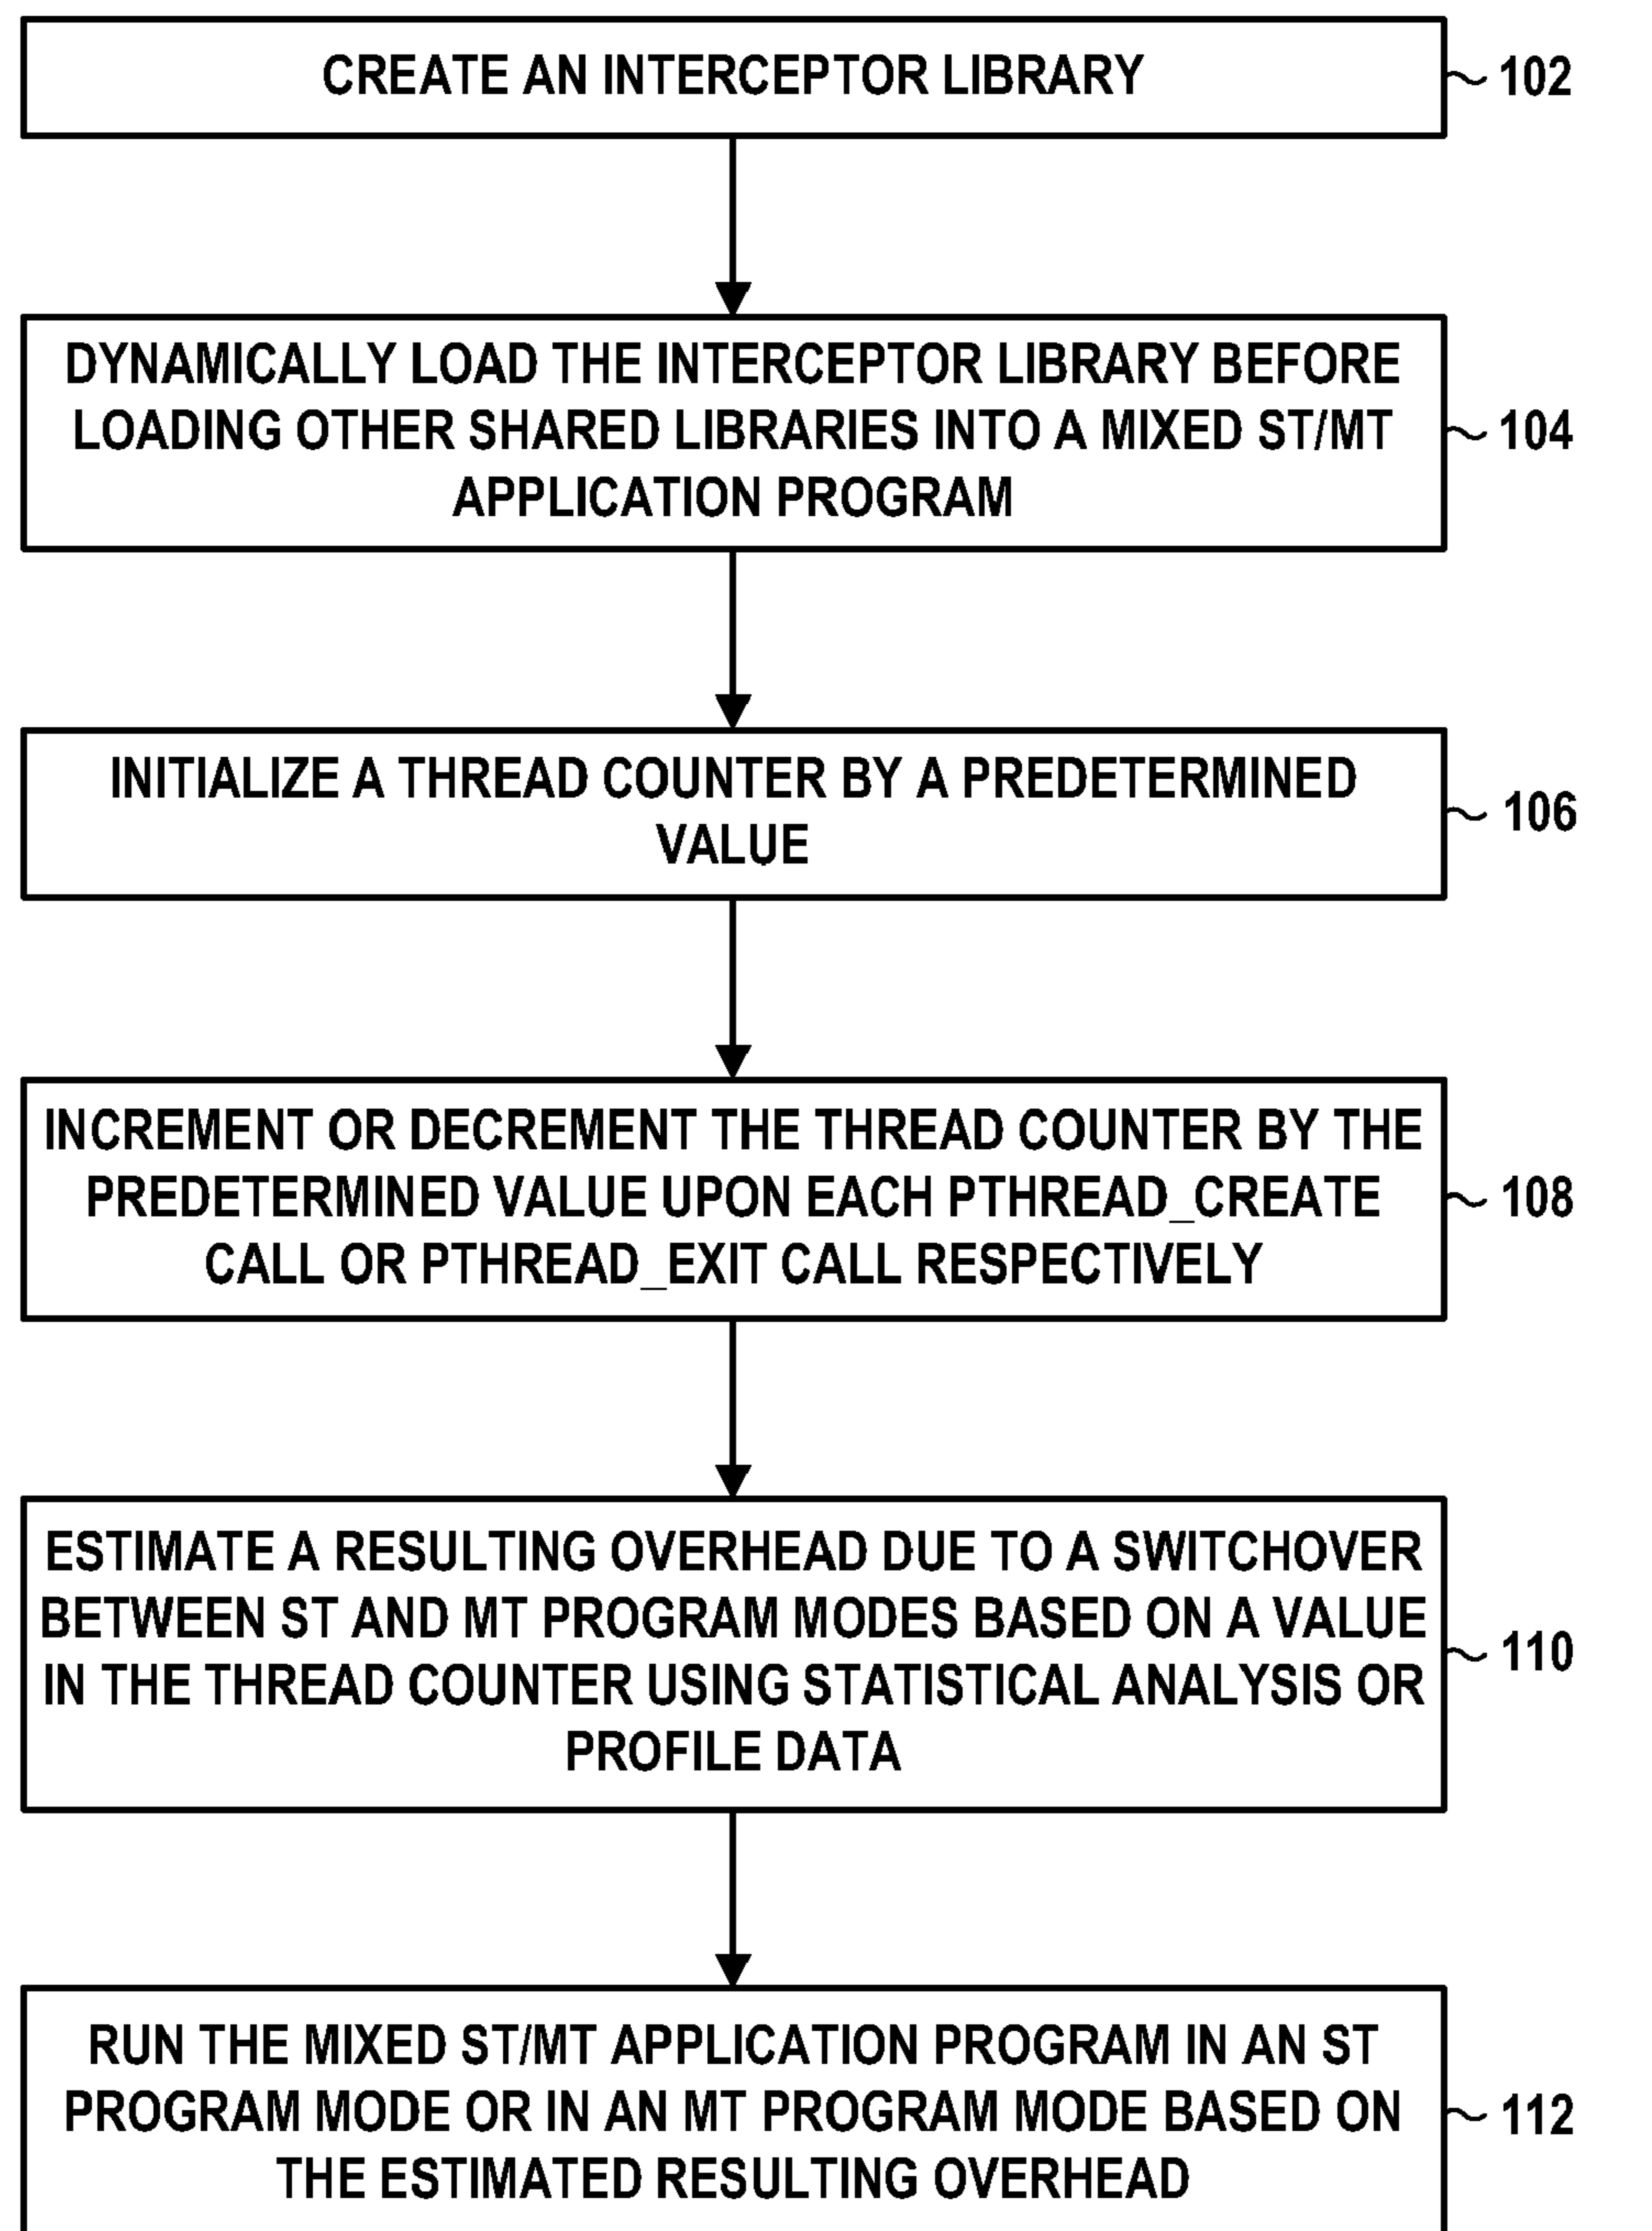 CREATE AN INTERCEPTOR LIBRARY
102
DYNAMICALLY LOAD THE INTERCEPTOR LIBRARY BEFORE
LOADING OTHER SHARED LIBRARIES INTO A MIXED ST/MT
APPLICATION PROGRAM
104
INITIALIZE A THREAD COUNTER BY A PREDETERMINED
VALUE
106
INCREMENT OR DECREMENT THE THREAD COUNTER BY THE
PREDETERMINED VALUE UPON EACH PTHREAD_CREATE
CALL OR PTHREAD_EXIT CALL RESPECTIVELY
108
ESTIMATE A RESULTING OVERHEAD DUE TO A SWITCHOVER
BETWEEN ST AND MT PROGRAM MODES BASED ON A VALUE
IN THE THREAD COUNTER USING STATISTICAL ANALYSIS OR
PROFILE DATA
110
RUN THE MIXED ST/MT APPLICATION PROGRAM IN AN ST
PROGRAM MODE OR IN AN MT PROGRAM MODE BASED ON
THE ESTIMATED RESULTING OVERHEAD
112